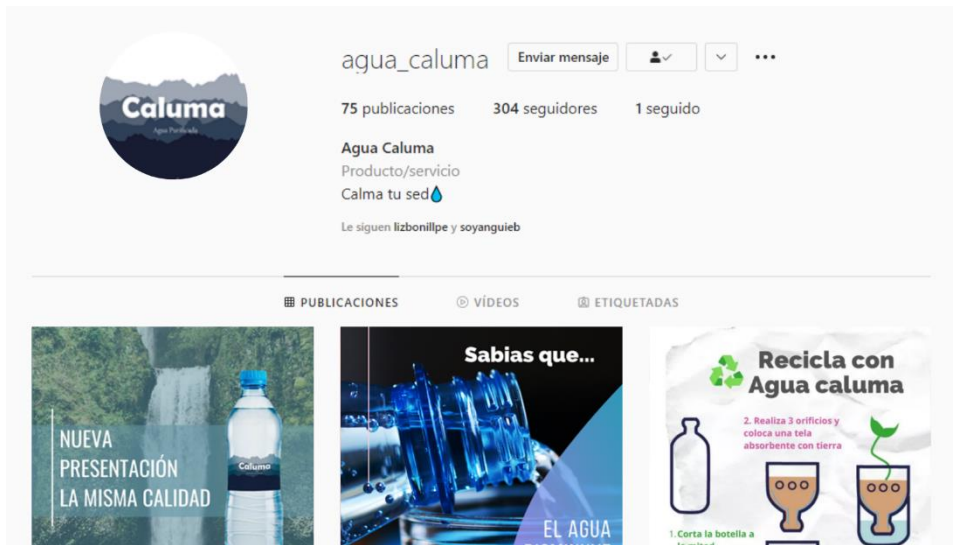 Caluma
Agua Purificada
agua_caluma Enviar mensaje
75 publicaciones 304 seguidores 1 seguido
Agua Caluma
Producto/servicio
Calma tu sed
Le siguen lizbonillpe y soyanguieb
PUBLICACIONES VÍDEOS ETIQUETADAS
NUEVA
PRESENTACIÓN
LA MISMA CALIDAD
Caluma
Sabias que...
EL AGUA
Recicla con
Agua caluma
2. Realiza 3 orificios y
coloca una tela
absorbente con tierra
1. Corta la botella a